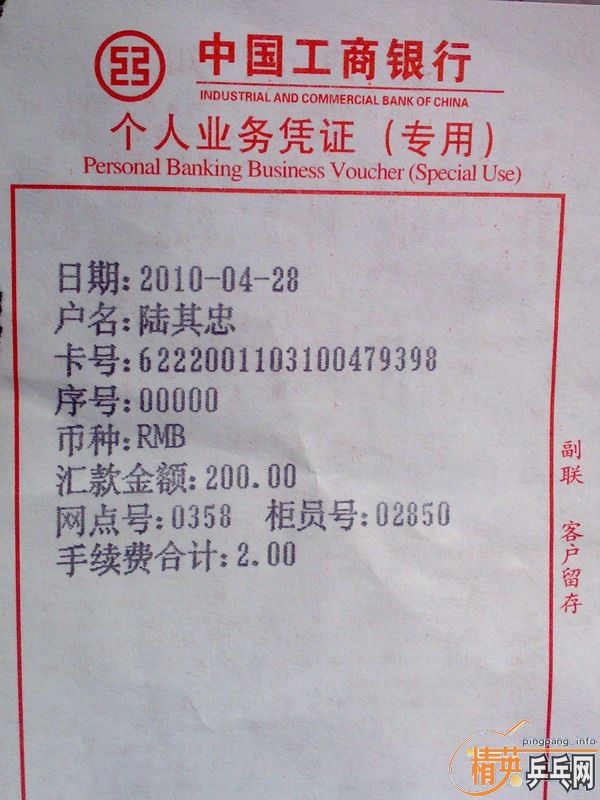 中国工商银行
INDUSTRIAL AND COMMERCIAL BANK OF CHINA
个人业务凭证（专用）
Personal Banking Business Voucher (Special Use)
日期:2010-04-28
户名:陆其忠
卡号:6222001103100479398
序号:00000
币种:RMB
汇款金额:200.00
网点号:0358 柜员号:02850
手续费合计:2.00
副联 客户留存
pingpang_info
精英乒乓网